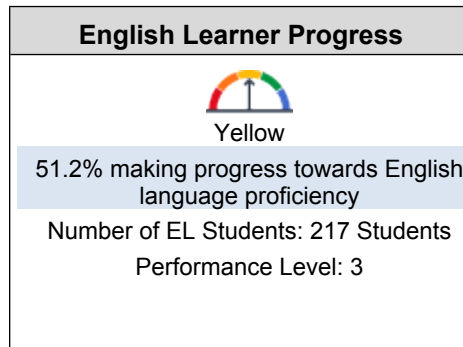 English Learner Progress
Yellow
51.2% making progress towards English
language proficiency
Number of EL Students: 217 Students
Performance Level: 3